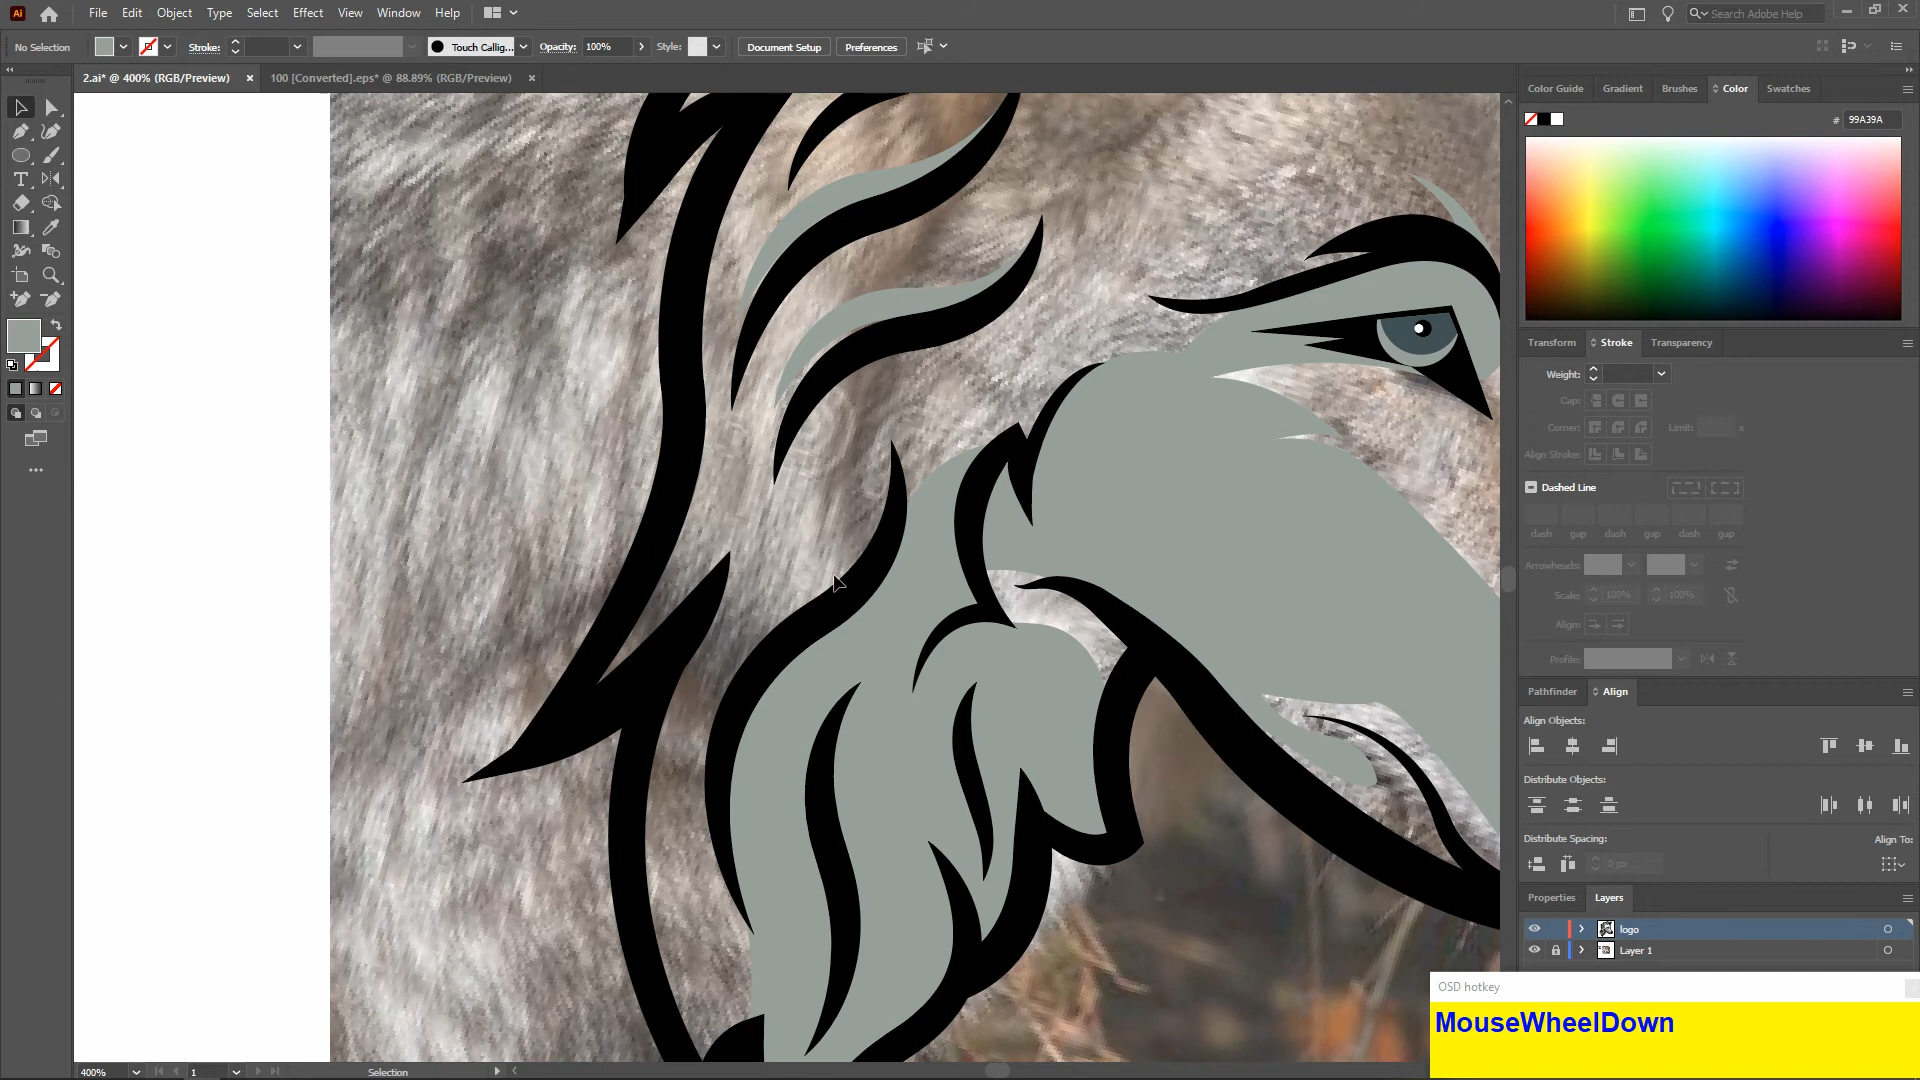 Ai File Edit Object Type Select Effect View Window Help Search Adobe Help
No Selection Stroke: Touch Callig... Opacity: 100% Style: Document Setup Preferences
2.ai* @ 400% (RGB/Preview) × 100 [Converted].eps* @ 88.89% (RGB/Preview) ×
Color Guide Gradient Brushes Color Swatches
# 99A39A
Transform Stroke Transparency
Weight:
Cap:
Corner: Limit: x
Align Stroke:
Dashed Line
dash gap dash gap dash gap
Arrowheads:
Scale: 100% 100%
Align:
Profile:
Pathfinder Align
Align Objects:
Distribute Objects:
Distribute Spacing: Align To:
0 px
Properties Layers
logo
Layer 1
OSD hotkey
MouseWheelDown
400% 1 Selection